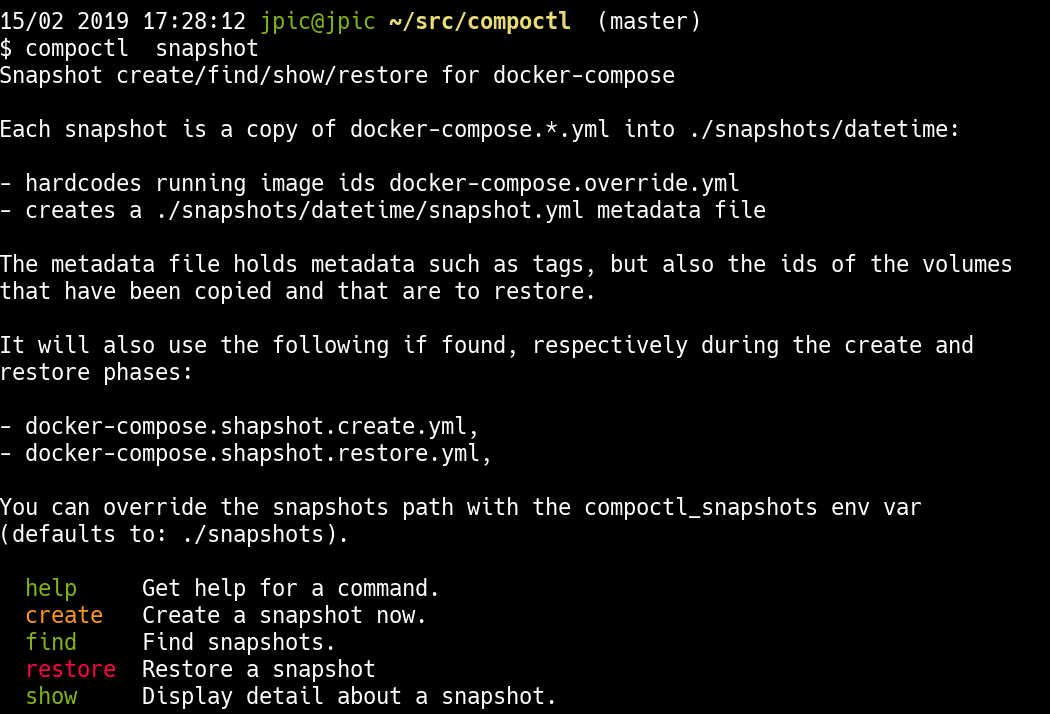 15/02 2019 17:28:12 jpic@jpic ~/src/compoctl  (master)
$ compoctl  snapshot
Snapshot create/find/show/restore for docker-compose
Each snapshot is a copy of docker-compose.*.yml into ./snapshots/datetime:
- hardcodes running image ids docker-compose.override.yml
- creates a ./snapshots/datetime/snapshot.yml metadata file
The metadata file holds metadata such as tags, but also the ids of the volumes
that have been copied and that are to restore.
It will also use the following if found, respectively during the create and
restore phases:
- docker-compose.shapshot.create.yml,
- docker-compose.shapshot.restore.yml,
You can override the snapshots path with the compoctl_snapshots env var
(defaults to: ./snapshots).
help     Get help for a command.
create   Create a snapshot now.
find     Find snapshots.
restore  Restore a snapshot
show     Display detail about a snapshot.